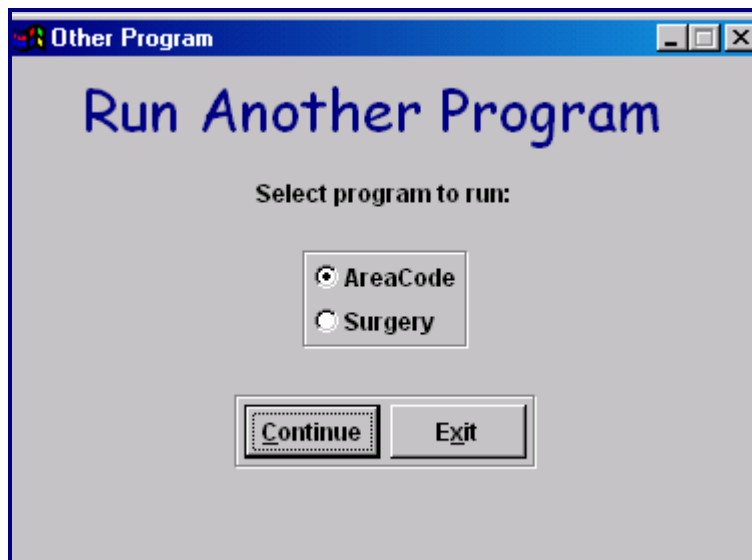 Other Program
Run Another Program
Select program to run:
AreaCode
Surgery
Continue Exit